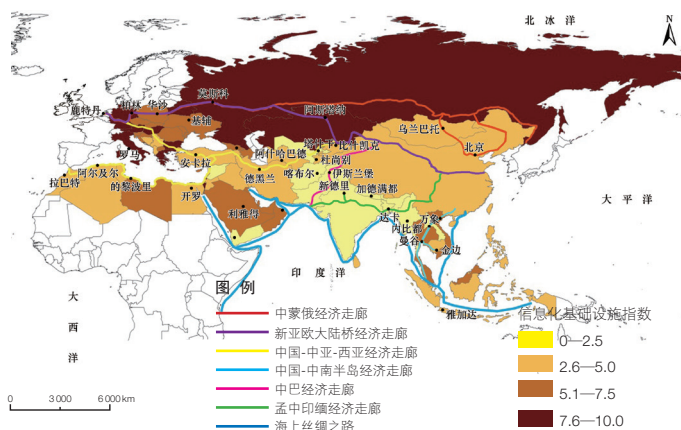 北 冰 洋
N
莫斯科
鹿特丹
柏林
华沙
阿斯塔纳
基辅
乌兰巴托
罗马
阿什哈巴德
塔什干
比什凯克
北京
安卡拉
杜尚别
阿尔及尔
德黑兰
喀布尔
伊斯兰堡
拉巴特
的黎波里
新德里
加德满都
开罗
太 平 洋
利雅得
达卡
万象
内比都
曼谷
金边
印 度 洋
大
西
洋
雅加达
图 例
中蒙俄经济走廊
新亚欧大陆桥经济走廊
中国-中亚-西亚经济走廊
中国-中南半岛经济走廊
中巴经济走廊
孟中印缅经济走廊
海上丝绸之路
信息化基础设施指数
0—2.5
2.6—5.0
5.1—7.5
7.6—10.0
0 3 000 6 000 km